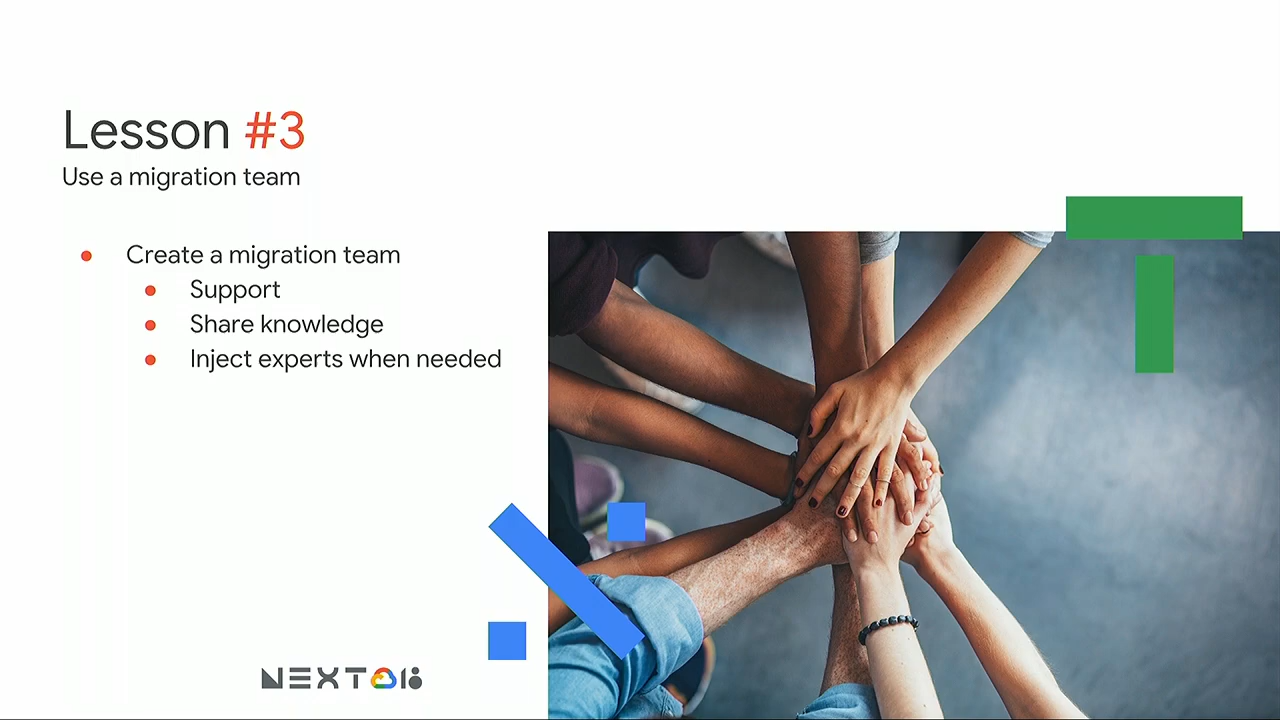 Lesson #3
Use a migration team
Create a migration team
Support
Share knowledge
Inject experts when needed
NEXT 18